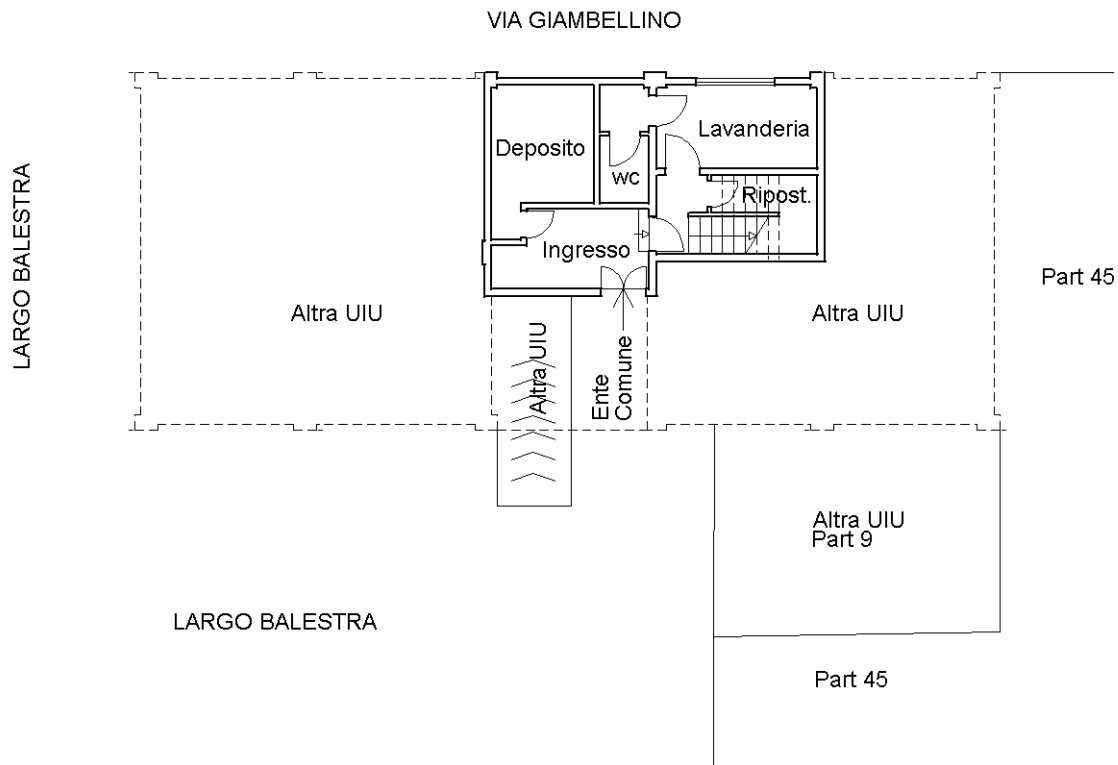 VIA GIAMBELLINO
LARGO BALESTRA
Deposito
wc
Lavanderia
Ripost.
Ingresso
Part 45
Altra UIU
Altra UIU
Ente
Comune
Altra UIU
Altra UIU
Part 9
LARGO BALESTRA
Part 45